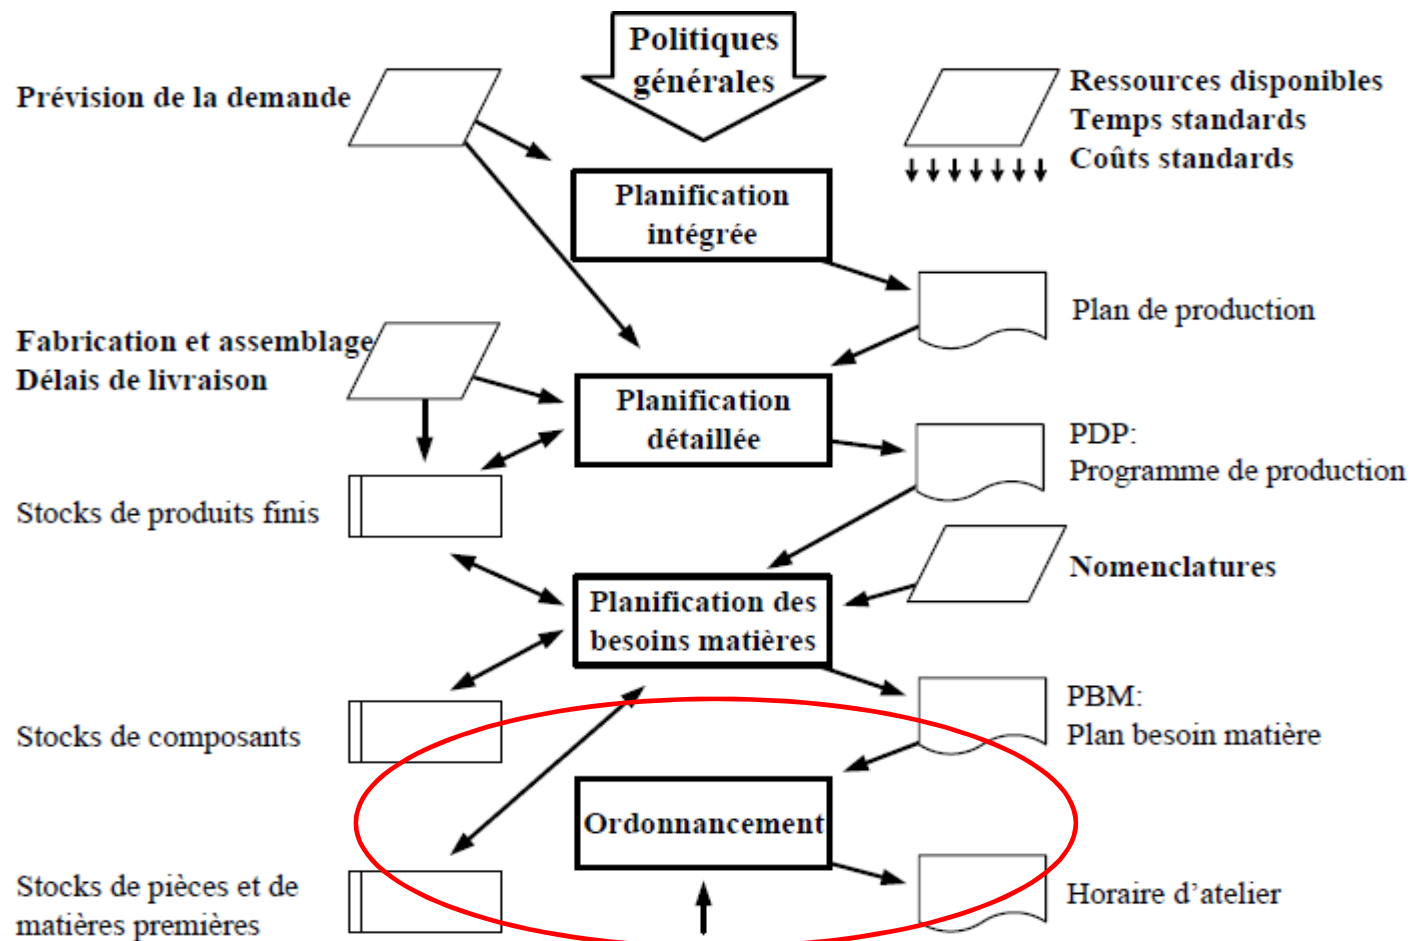 Politiques
générales
Prévision de la demande
Ressources disponibles
Temps standards
Coûts standards
Planification
intégrée
Plan de production
Fabrication et assemblage
Délais de livraison
Planification
détaillée
PDP:
Programme de production
Stocks de produits finis
Nomenclatures
Planification des
besoins matières
PBM:
Plan besoin matière
Stocks de composants
Ordonnancement
Stocks de pièces et de
matières premières
Horaire d'atelier